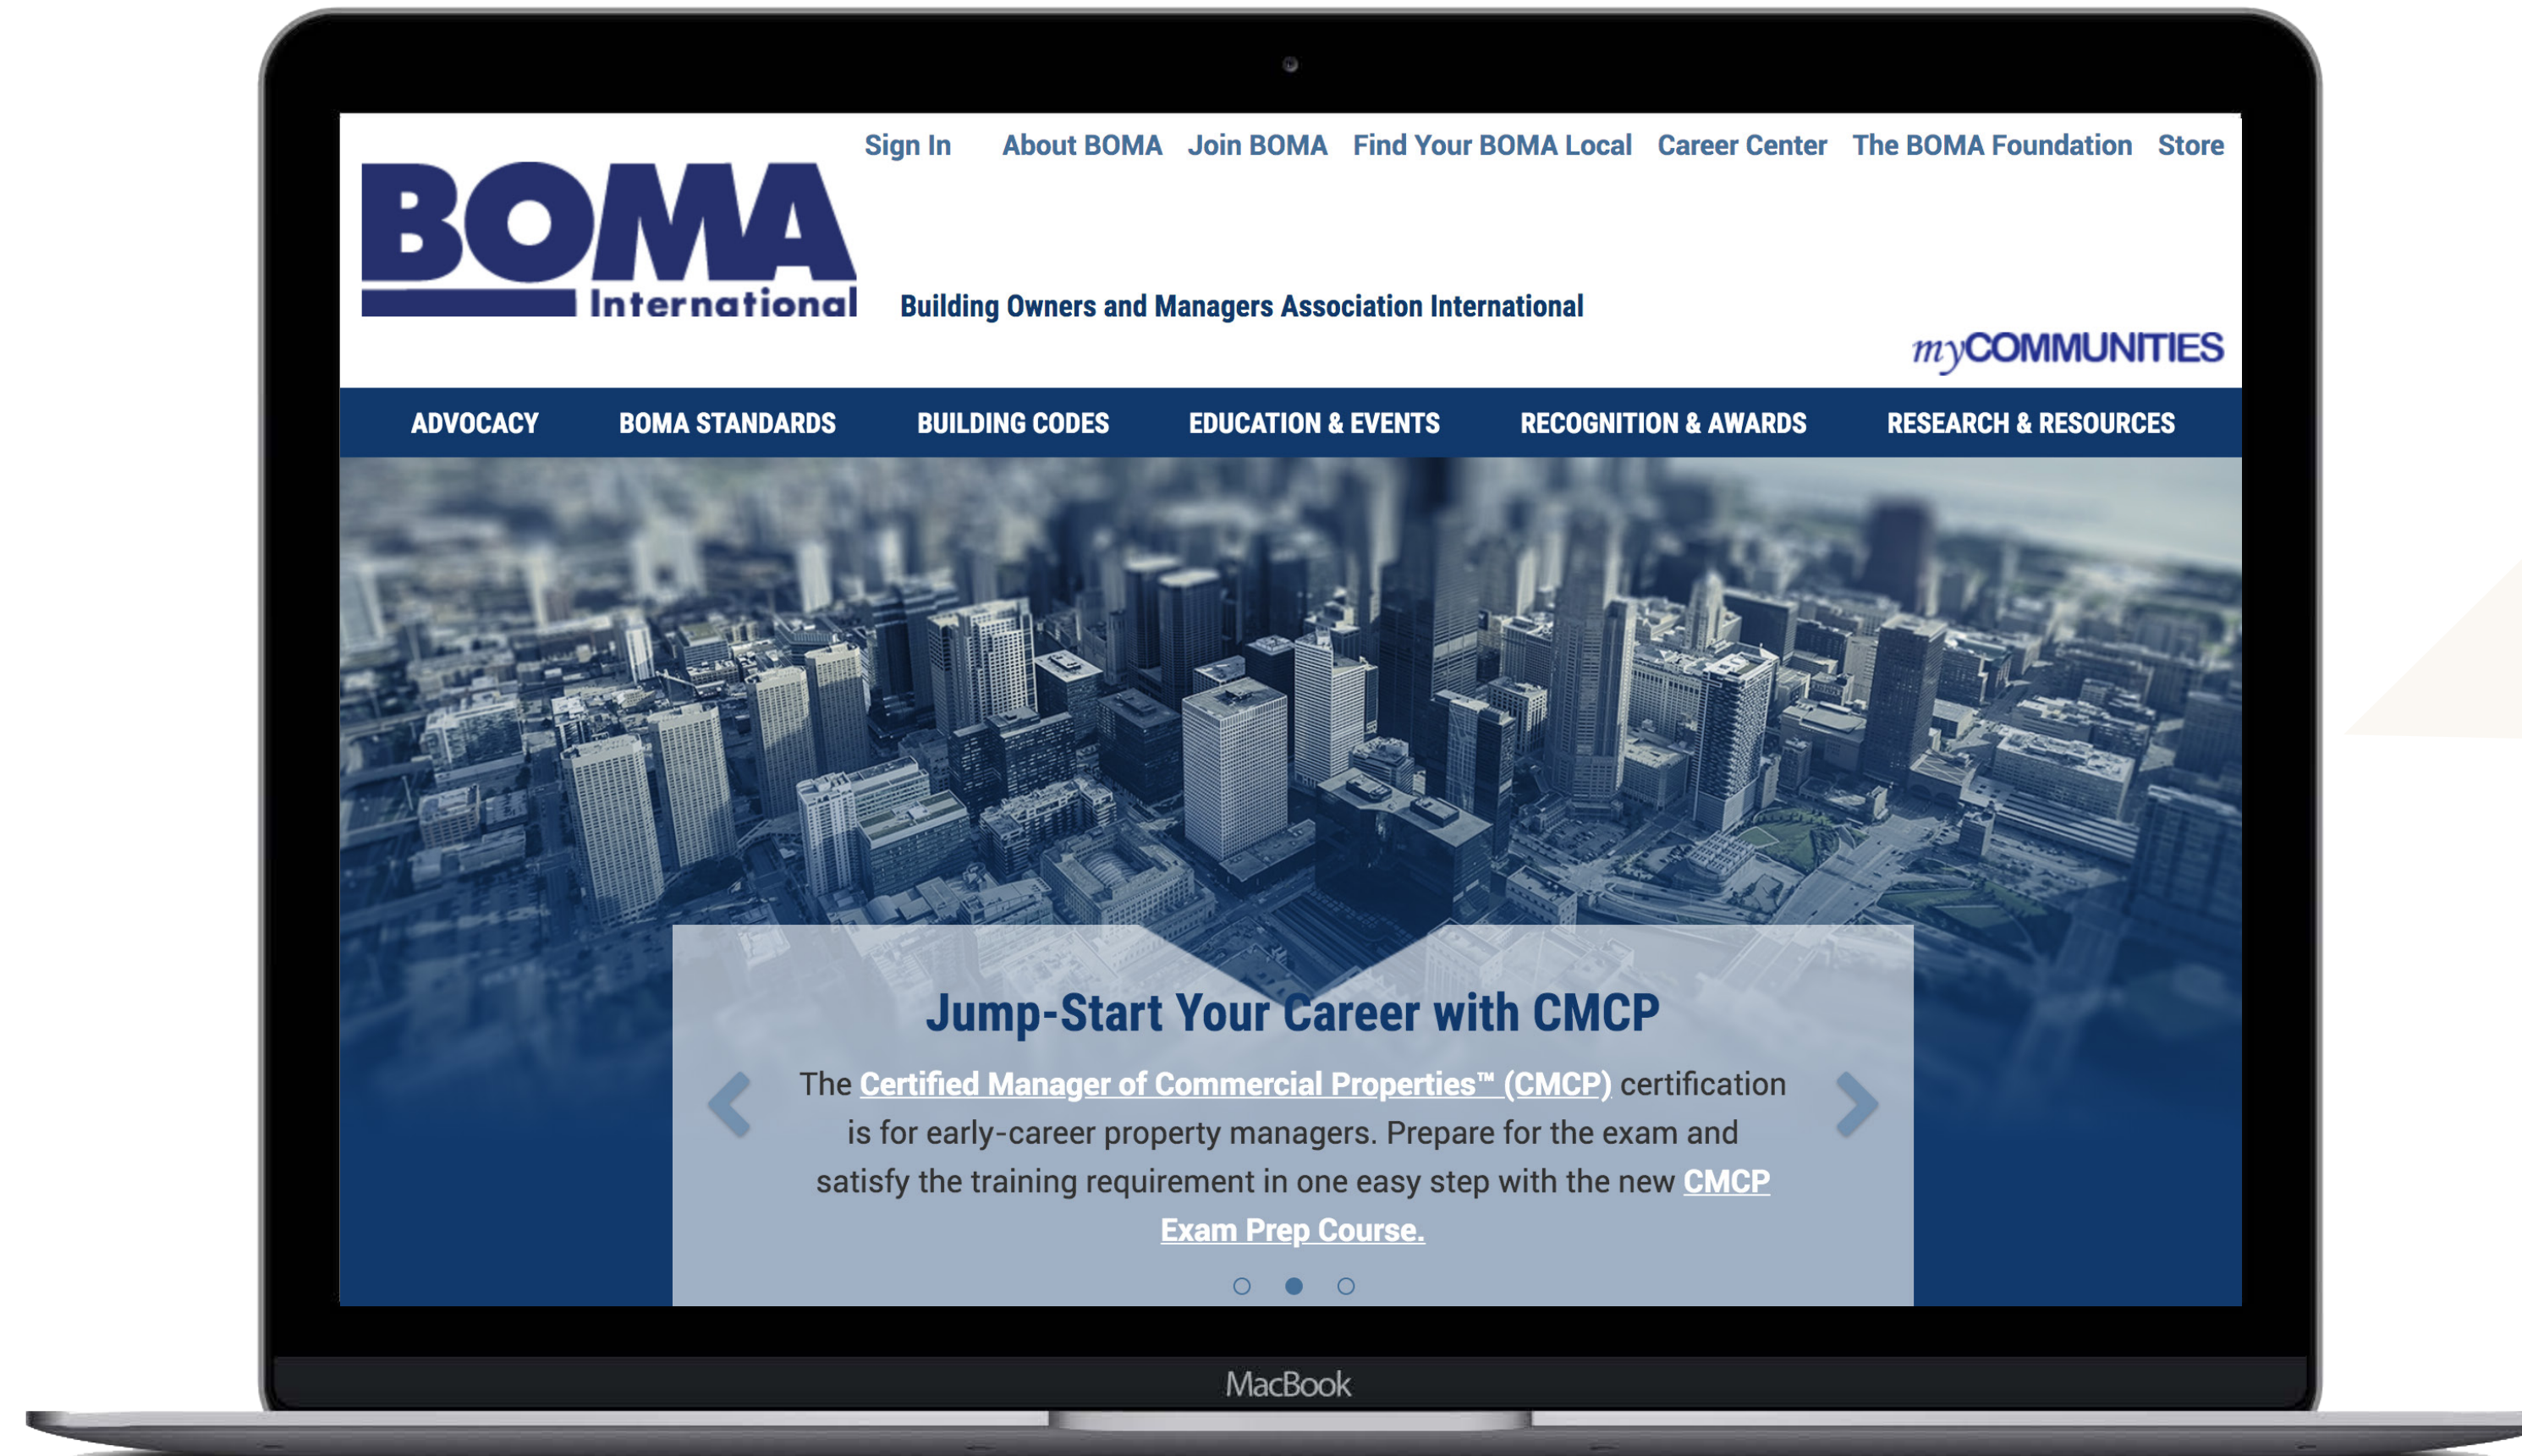 Sign In About BOMA Join BOMA Find Your BOMA Local Career Center The BOMA Foundation Store
BOMA
International
Building Owners and Managers Association International
myCOMMUNITIES
ADVOCACY BOMA STANDARDS BUILDING CODES EDUCATION & EVENTS RECOGNITION & AWARDS RESEARCH & RESOURCES
Jump-Start Your Career with CMCP
The Certified Manager of Commercial Properties™ (CMCP) certification
is for early-career property managers. Prepare for the exam and
satisfy the training requirement in one easy step with the new CMCP
Exam Prep Course.
MacBook